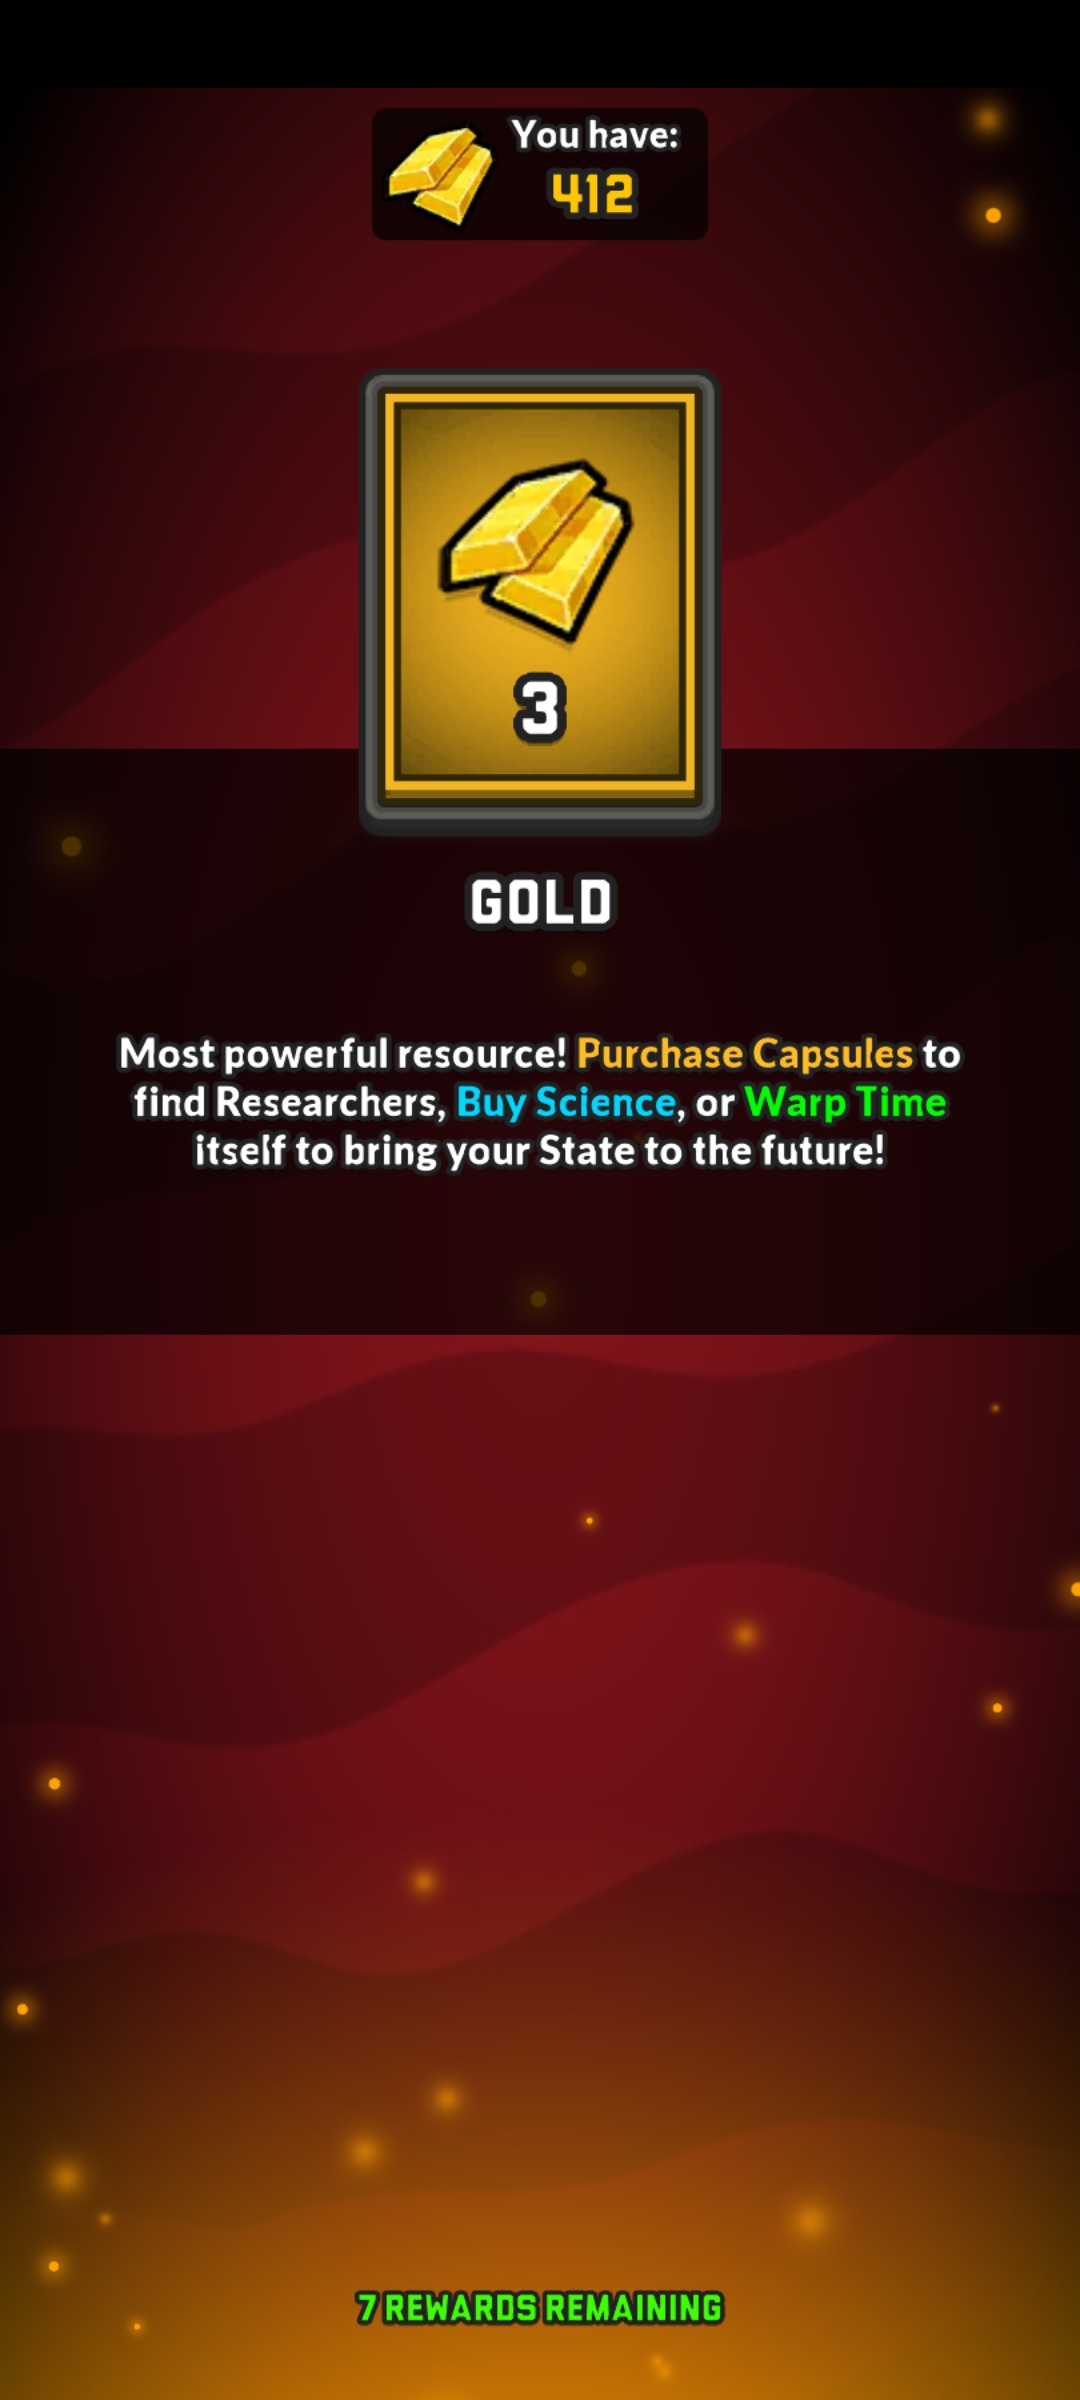 You have:
412
3
GOLD
Most powerful resource! Purchase Capsules to
find Researchers, Buy Science, or Warp Time
itself to bring your State to the future!
7 REWARDS REMAINING